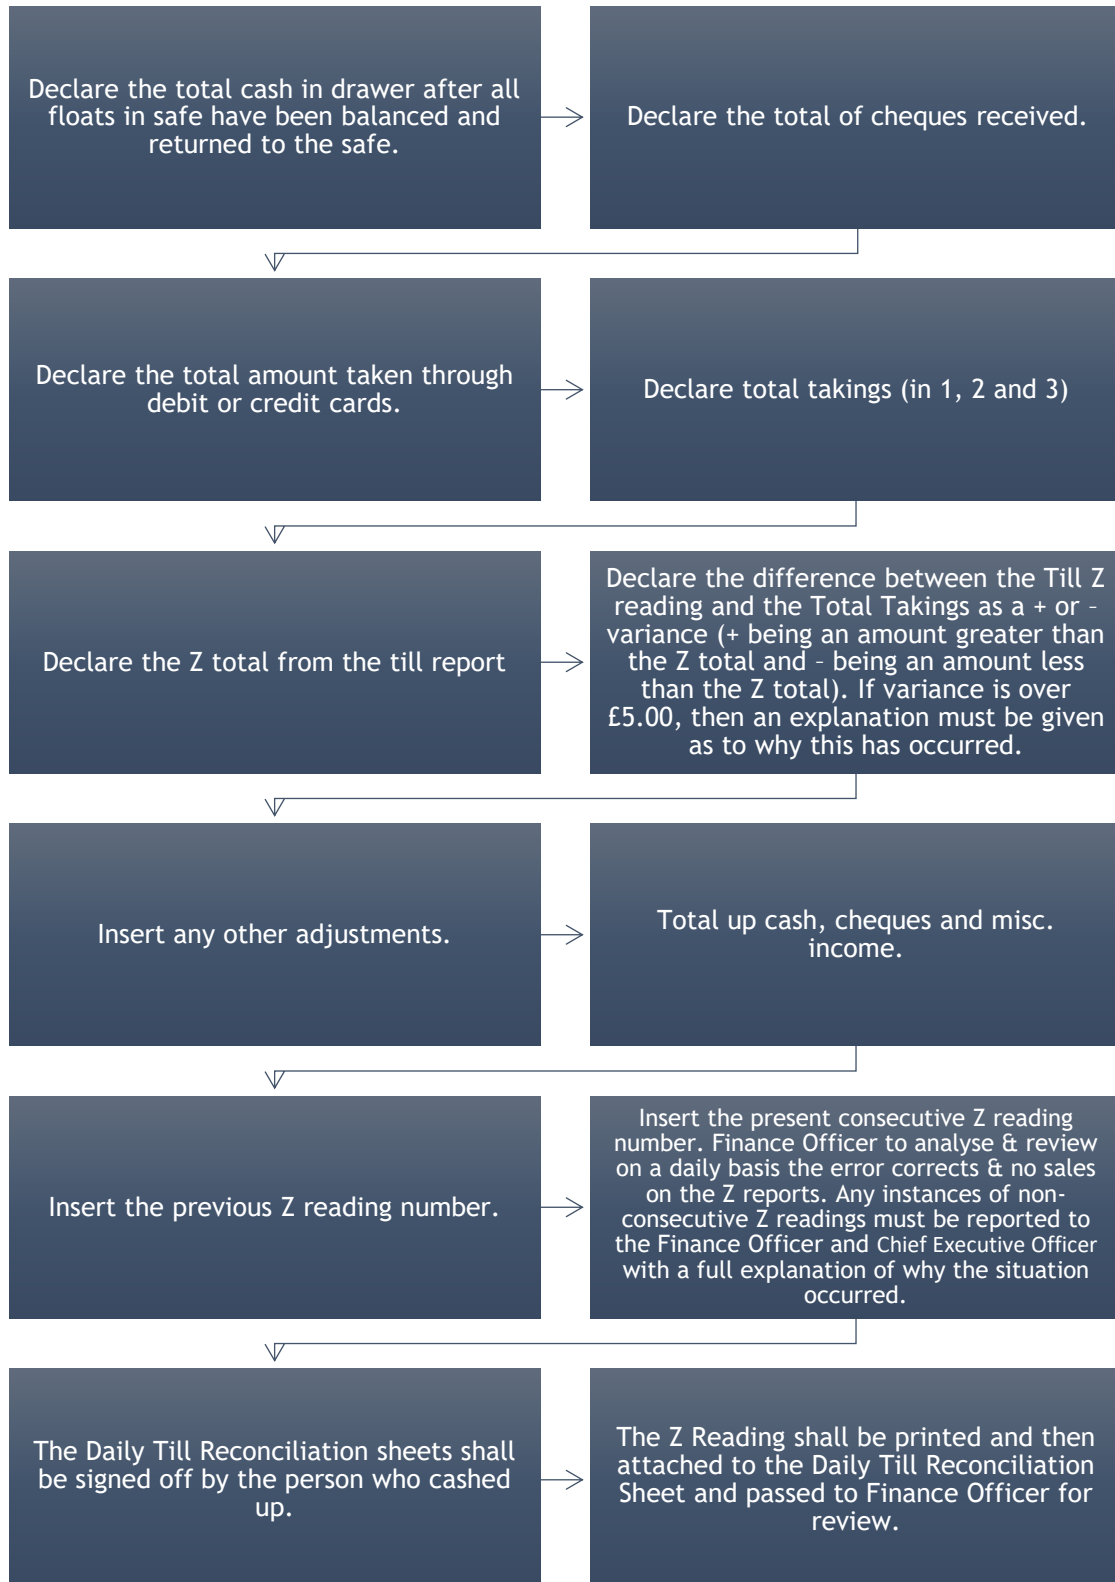 Declare the total cash in drawer after all
floats in safe have been balanced and
returned to the safe.
Declare the total of cheques received.
Declare the total amount taken through
debit or credit cards.
Declare total takings (in 1, 2 and 3)
Declare the Z total from the till report
Declare the difference between the Till Z
reading and the Total Takings as a + or –
variance (+ being an amount greater than
the Z total and – being an amount less
than the Z total). If variance is over
£5.00, then an explanation must be given
as to why this has occurred.
Insert any other adjustments.
Total up cash, cheques and misc.
income.
Insert the previous Z reading number.
Insert the present consecutive Z reading
number. Finance Officer to analyse & review
on a daily basis the error corrects & no sales
on the Z reports. Any instances of non-
consecutive Z readings must be reported to
the Finance Officer and Chief Executive Officer
with a full explanation of why the situation
occurred.
The Daily Till Reconciliation sheets shall
be signed off by the person who cashed
up.
The Z Reading shall be printed and then
attached to the Daily Till Reconciliation
Sheet and passed to Finance Officer for
review.